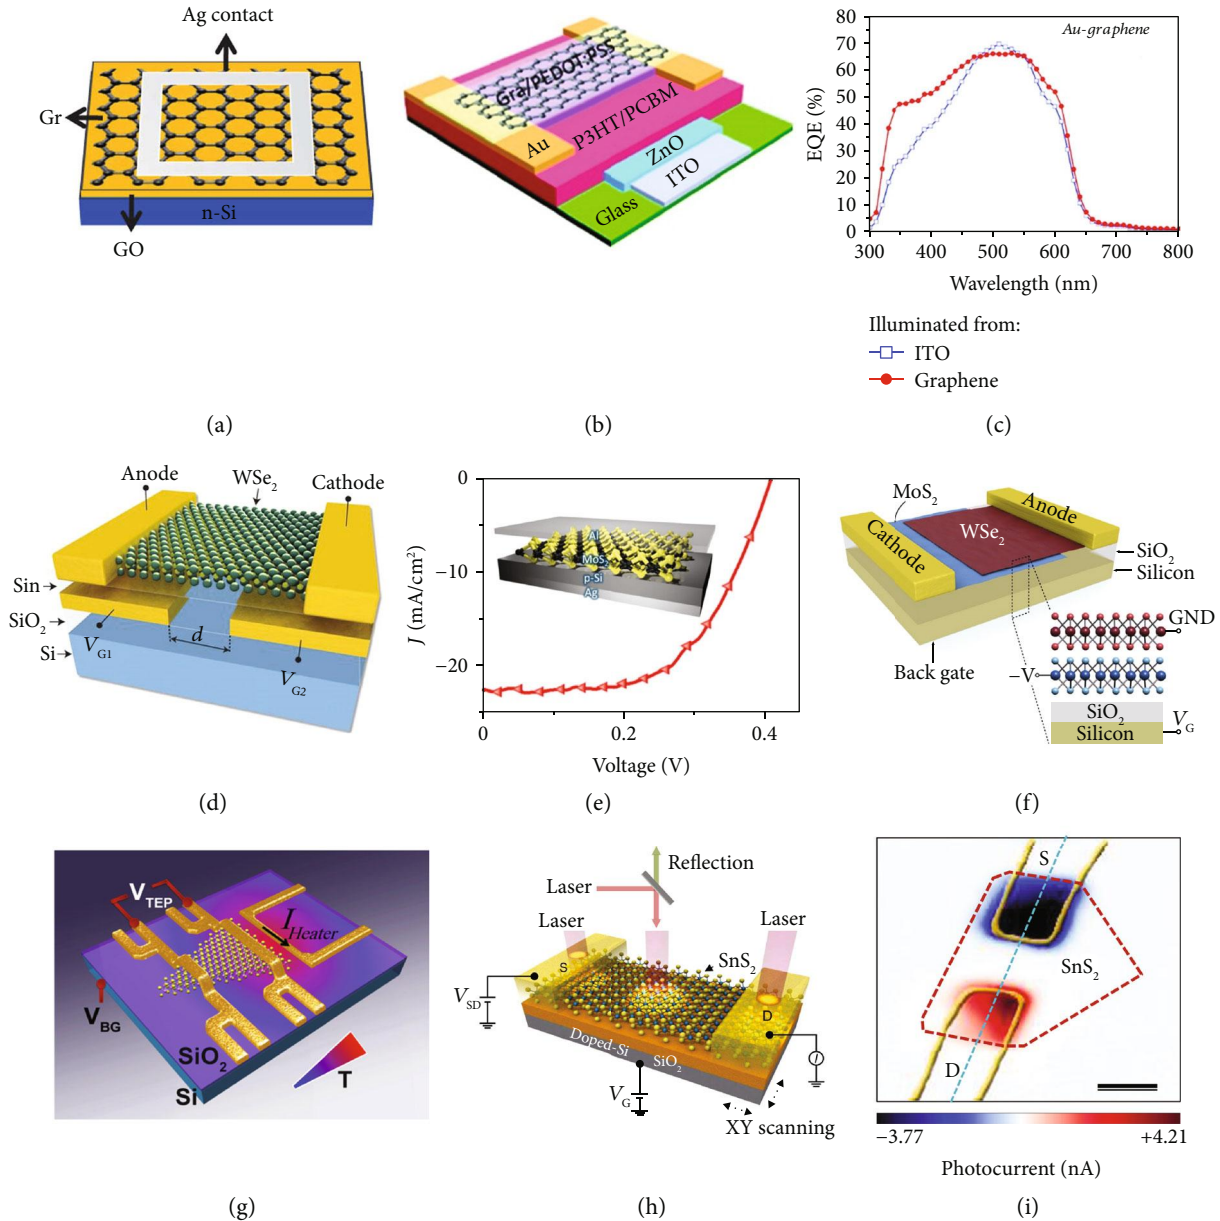 Ag contact
Gr
n-Si
GO
(a)
Gra/PEDOT:PSS
P3HT/PCBM
Au
ZnO
ITO
Glass
(b)
Au-graphene
EQE (%)
80
70
60
50
40
30
20
10
0
300 400 500 600 700 800
Wavelength (nm)
Illuminated from:
ITO
Graphene
(c)
Anode
WSe2
Cathode
Sin
SiO2
Si
VG1
d
VG2
(d)
J (mA/cm2)
0
−10
−20
0 0.2 0.4
Voltage (V)
Al
MoS2
p-Si
Ag
(e)
MoS2
Anode
WSe2
Cathode
SiO2
Silicon
Back gate
GND
−V
SiO2
Silicon
VG
(f)
VTEP
IHeater
VBG
SiO2
Si
T
(g)
Reflection
Laser
Laser
Laser
SnS2
S
D
VSD
Doped-Si
SiO2
I
VG
XY scanning
(h)
S
SnS2
D
−3.77 +4.21
Photocurrent (nA)
(i)